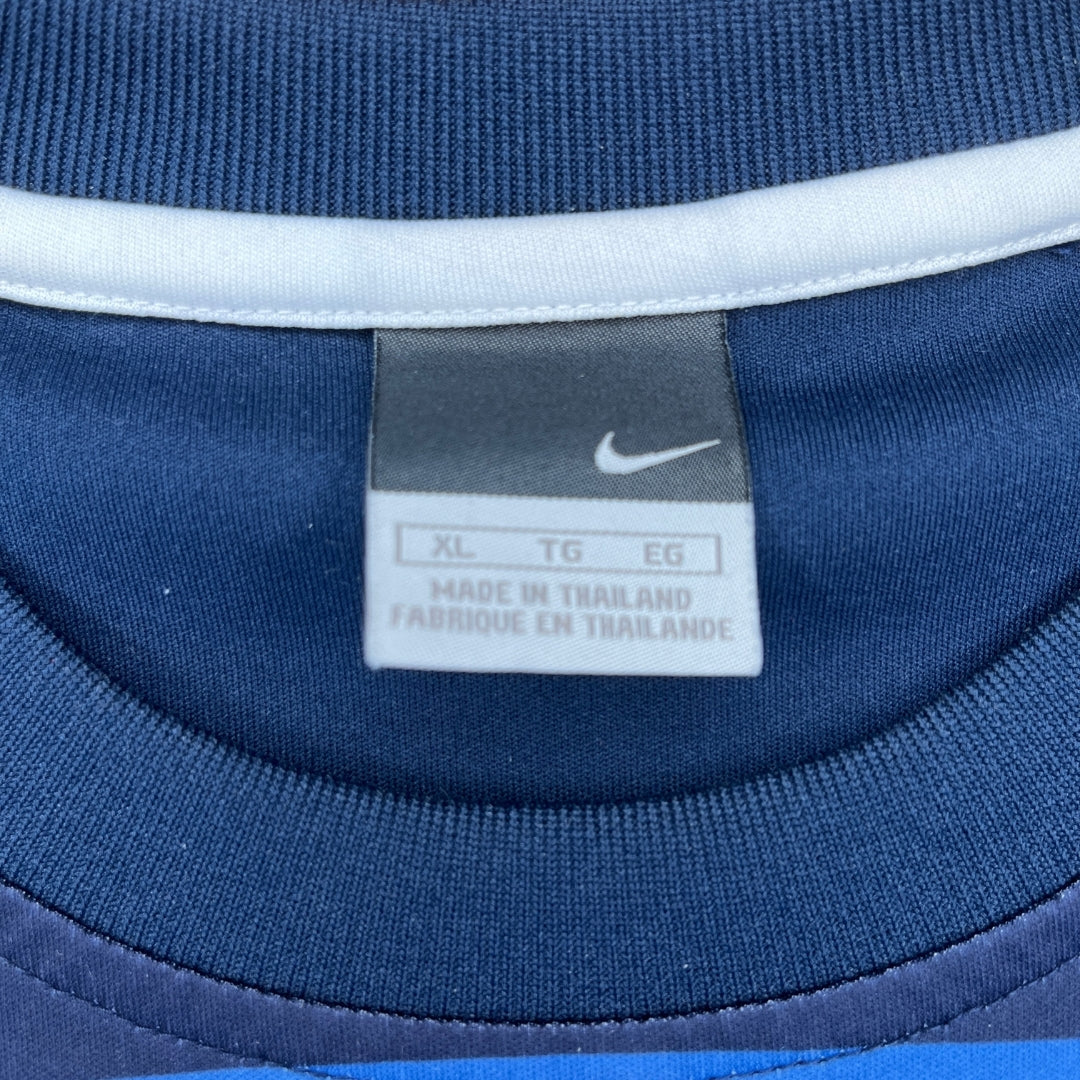 XL TG EG
MADE IN THAILAND
FABRIQUE EN THAILANDE